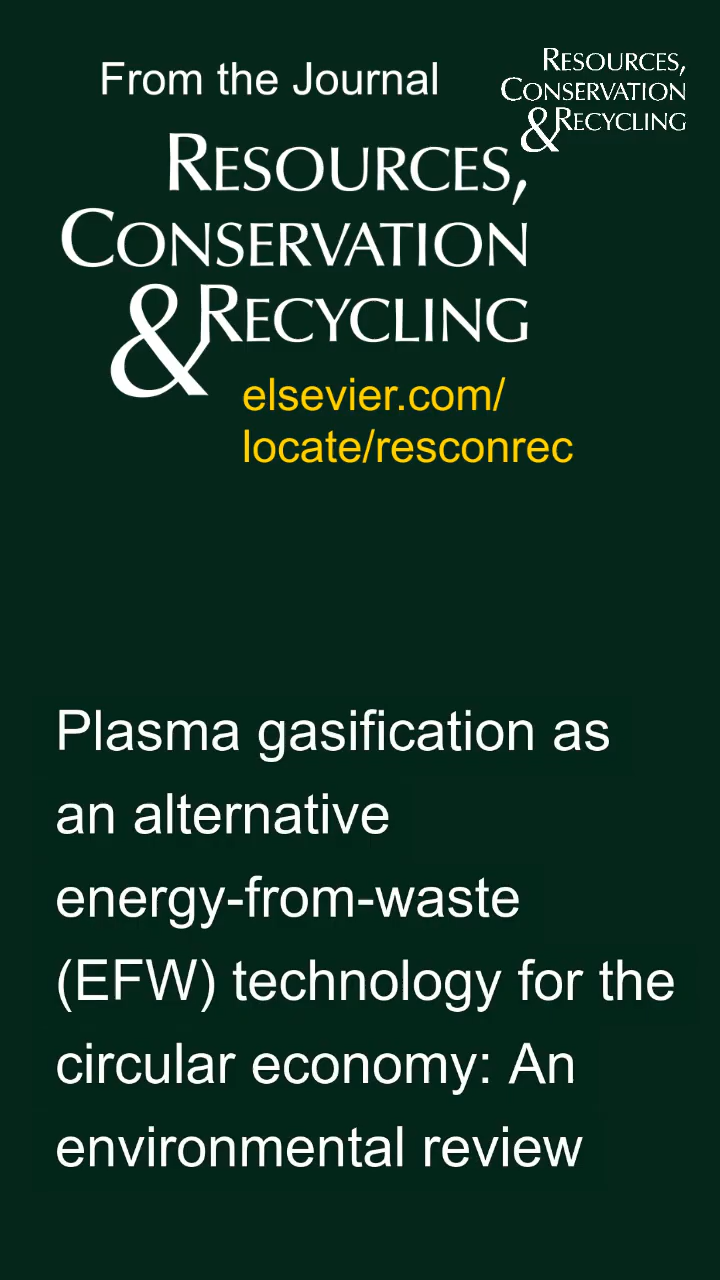 From the Journal
RESOURCES,
CONSERVATION
&RECYCLING
RESOURCES,
CONSERVATION
&RECYCLING
elsevier.com/
locate/resconrec
Plasma gasification as
an alternative
energy-from-waste
(EFW) technology for the
circular economy: An
environmental review